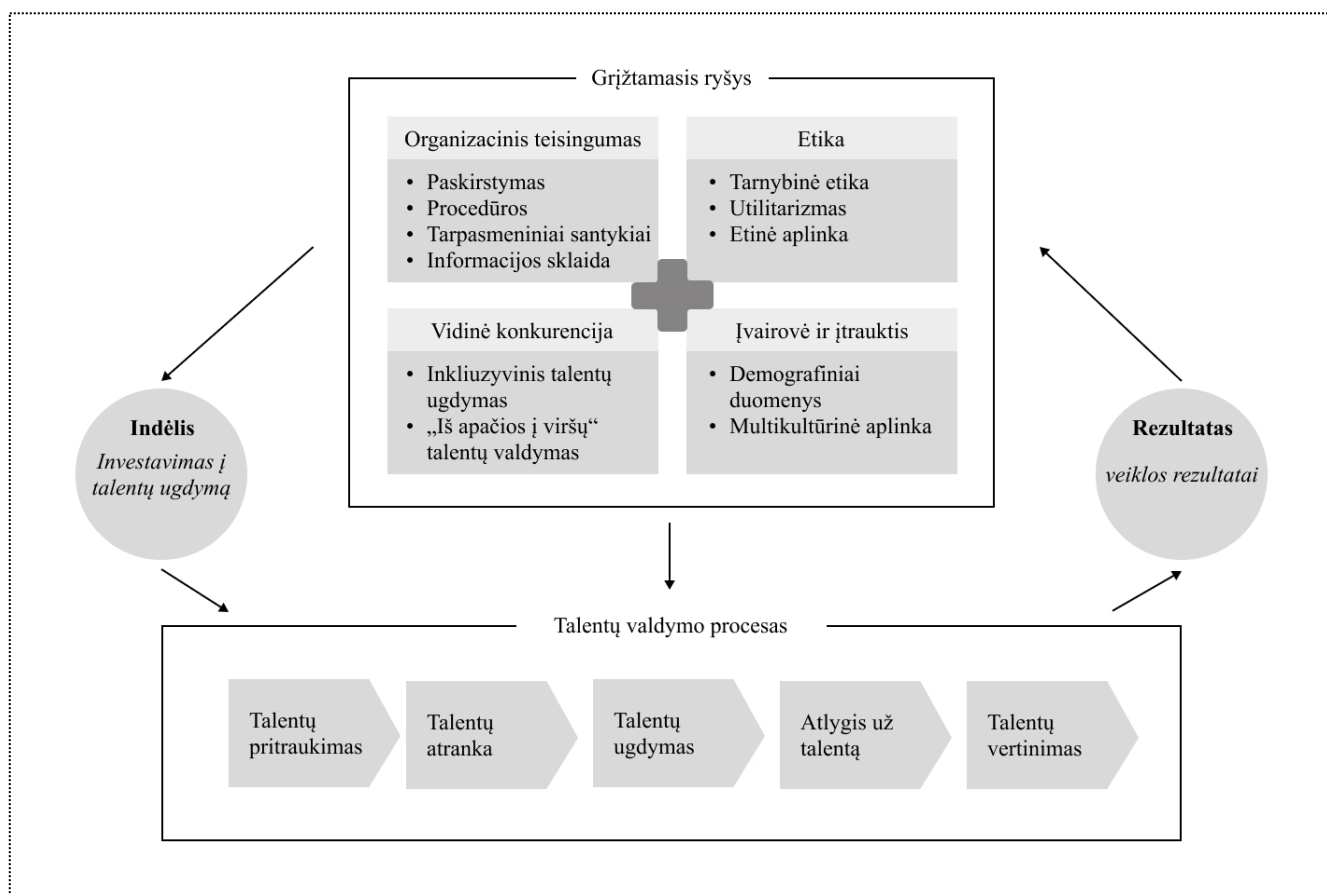 Grįžtamasis ryšys
Organizacinis teisingumas
• Paskirstymas
• Procedūros
• Tarpasmeniniai santykiai
• Informacijos sklaida
Etika
• Tarnybinė etika
• Utilitarizmas
• Etinė aplinka
Vidinė konkurencija
• Inkliuzyvinis talentų
ugdymas
• „Iš apačios į viršų“
talentų valdymas
Įvairovė ir įtrauktis
• Demografiniai
duomenys
• Multikultūrinė aplinka
Indėlis
Investavimas į
talentų ugdymą
Rezultatas
veiklos rezultatai
Talentų valdymo procesas
Talentų
pritraukimas
Talentų
atranka
Talentų
ugdymas
Atlygis už
talentą
Talentų
vertinimas